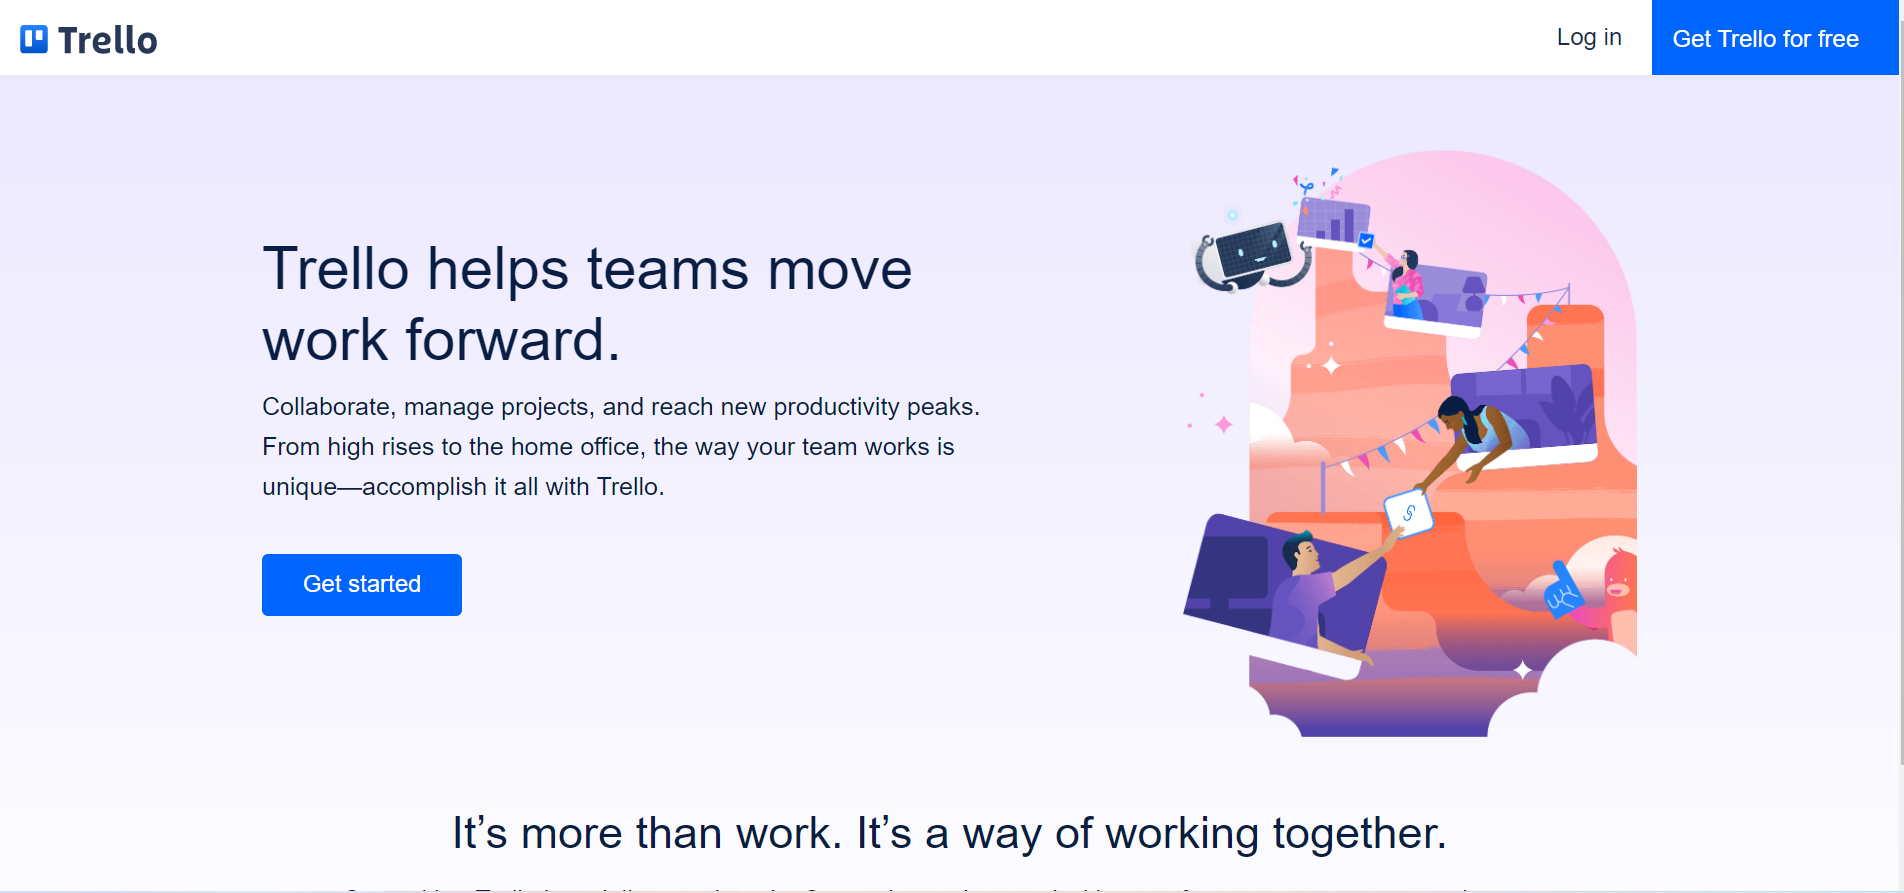 Trello
Log in
Get Trello for free
Trello helps teams move
work forward.
Collaborate, manage projects, and reach new productivity peaks.
From high rises to the home office, the way your team works is
unique—accomplish it all with Trello.
Get started
It’s more than work. It’s a way of working together.